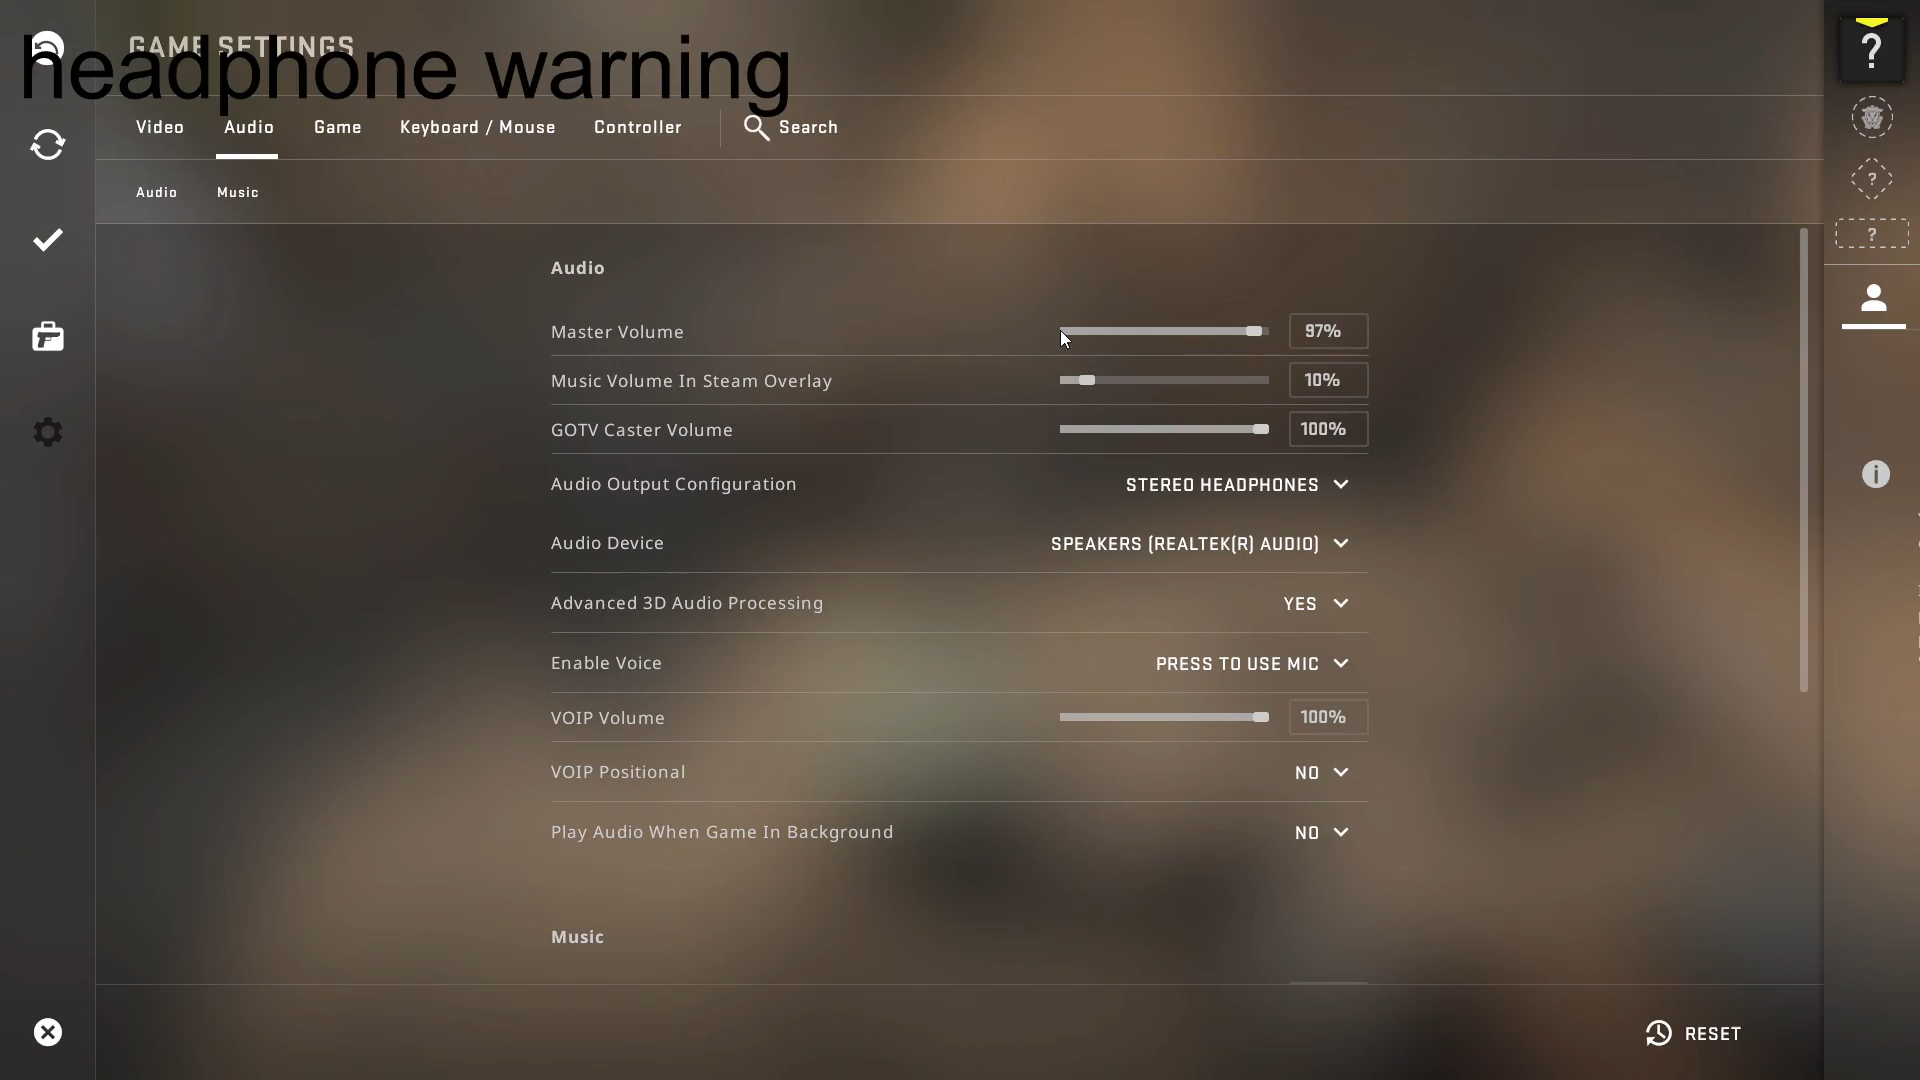 GAME SETTINGS
headphone warning
Video Audio Game Keyboard / Mouse Controller Search
Audio Music
Audio
Master Volume 97%
Music Volume In Steam Overlay 10%
GOTV Caster Volume 100%
Audio Output Configuration STEREO HEADPHONES
Audio Device SPEAKERS (REALTEK(R) AUDIO)
Advanced 3D Audio Processing YES
Enable Voice PRESS TO USE MIC
VOIP Volume 100%
VOIP Positional NO
Play Audio When Game In Background NO
Music
RESET
?
?
?